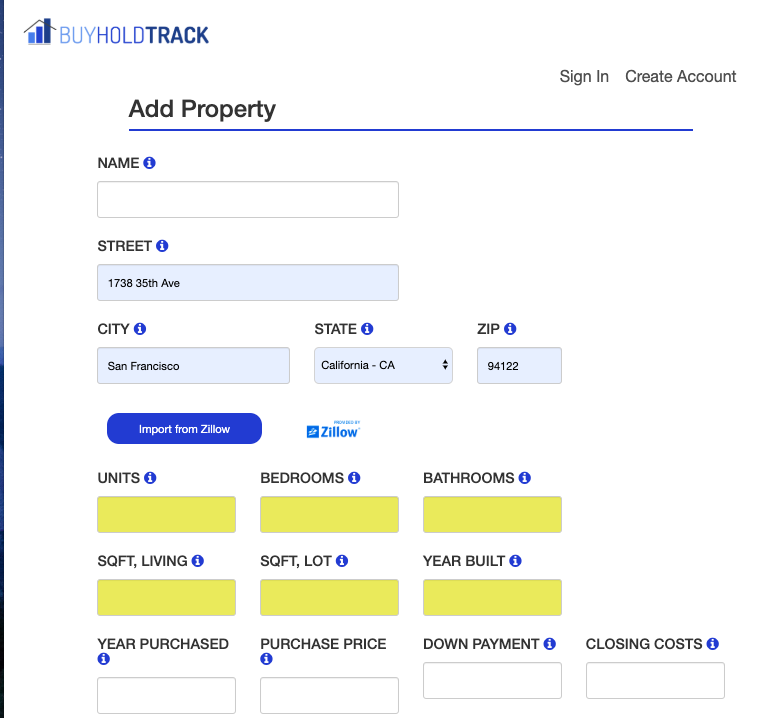 BUYHOLDTRACK
Sign In Create Account
Add Property
NAME
STREET
1738 35th Ave
CITY STATE ZIP
San Francisco California - CA 94122
Import from Zillow
PROVIDED BY
Zillow
UNITS BEDROOMS BATHROOMS
SQFT, LIVING SQFT, LOT YEAR BUILT
YEAR PURCHASED PURCHASE PRICE DOWN PAYMENT CLOSING COSTS